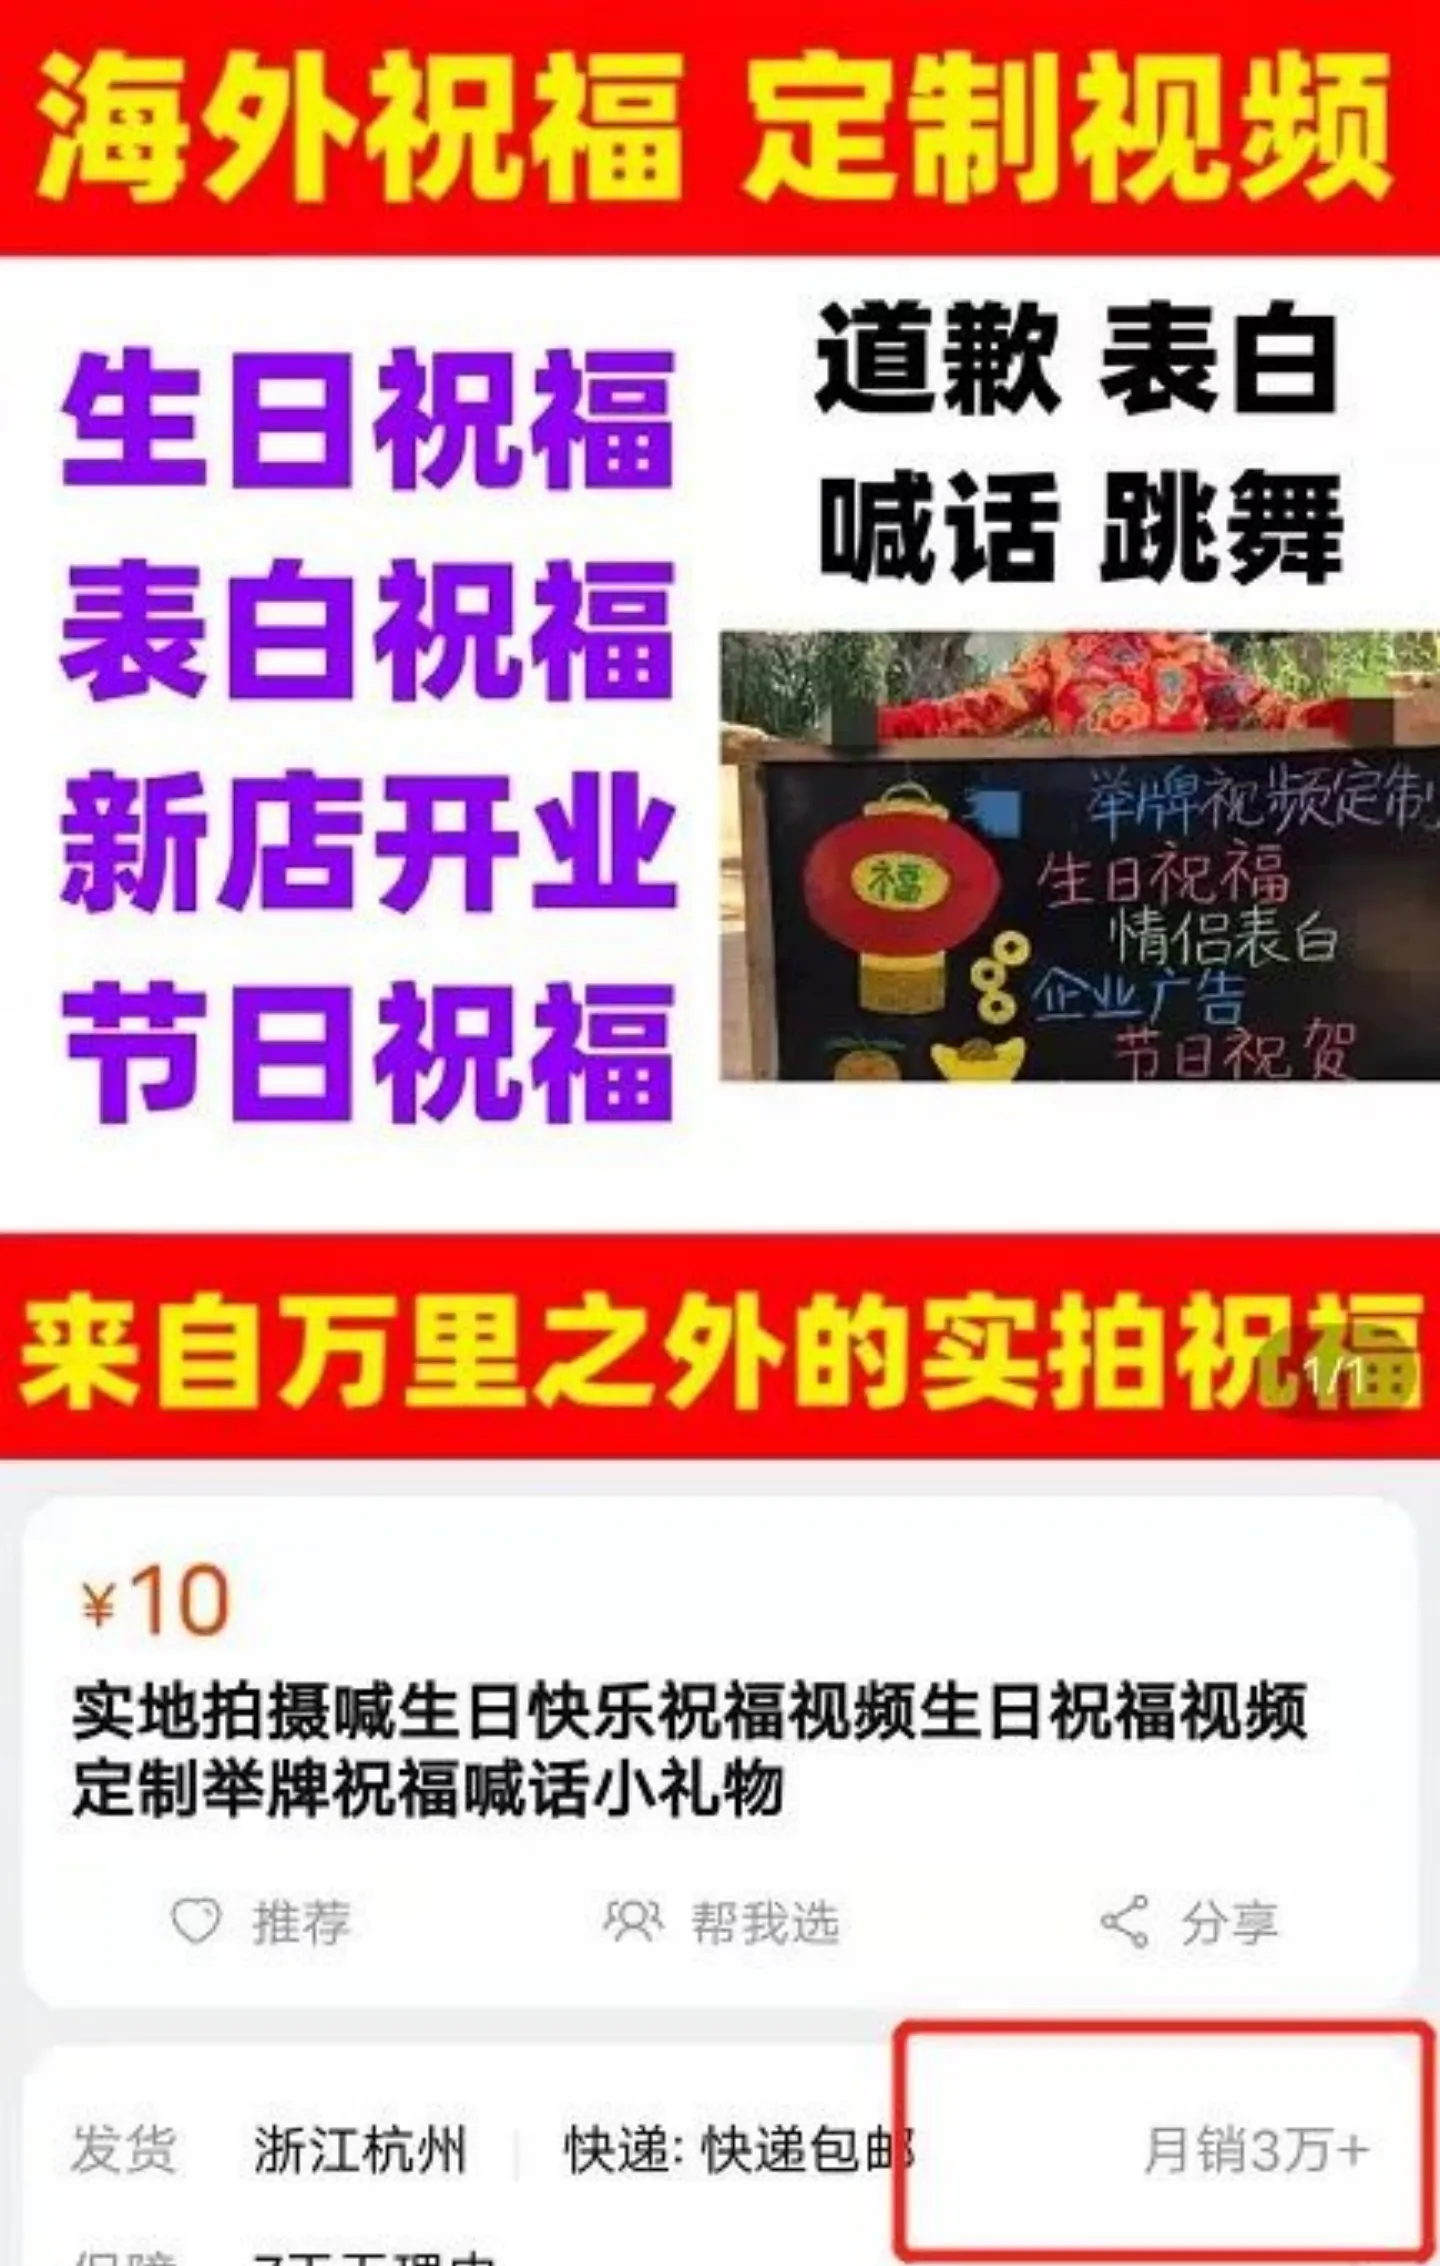 海外祝福 定制视频
生日祝福
表白祝福
新店开业
节日祝福
道歉 表白
喊话 跳舞
福
举牌视频定制
生日祝福
情侣表白
企业广告
节日祝贺
来自万里之外的实拍祝福
1/1
¥10
实地拍摄喊生日快乐祝福视频生日祝福视频
定制举牌祝福喊话小礼物
推荐 帮我选 分享
发货 浙江杭州 快递: 快递包邮 月销3万+